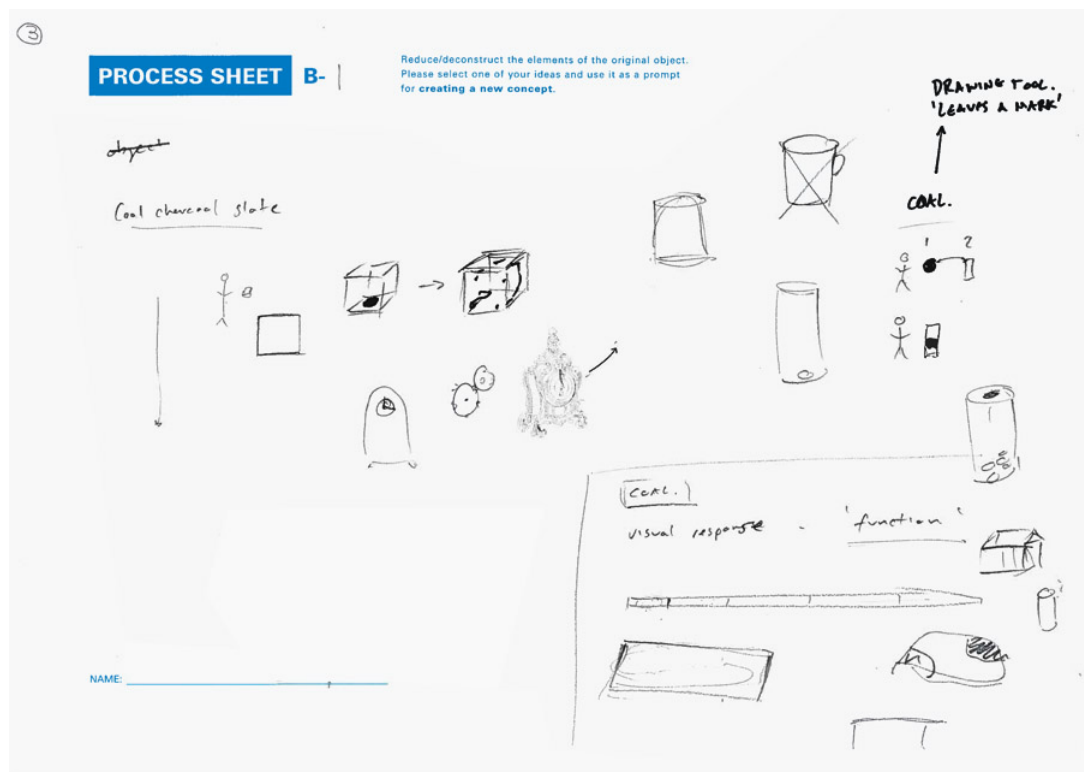 3
PROCESS SHEET B-1
Reduce/deconstruct the elements of the original object.
Please select one of your ideas and use it as a prompt
for creating a new concept.
DRAWING TOOL.
'LEAVES A MARK'
object
Coal charcoal slate
COAL.
1 2
COAL.
visual response - 'function'
NAME: